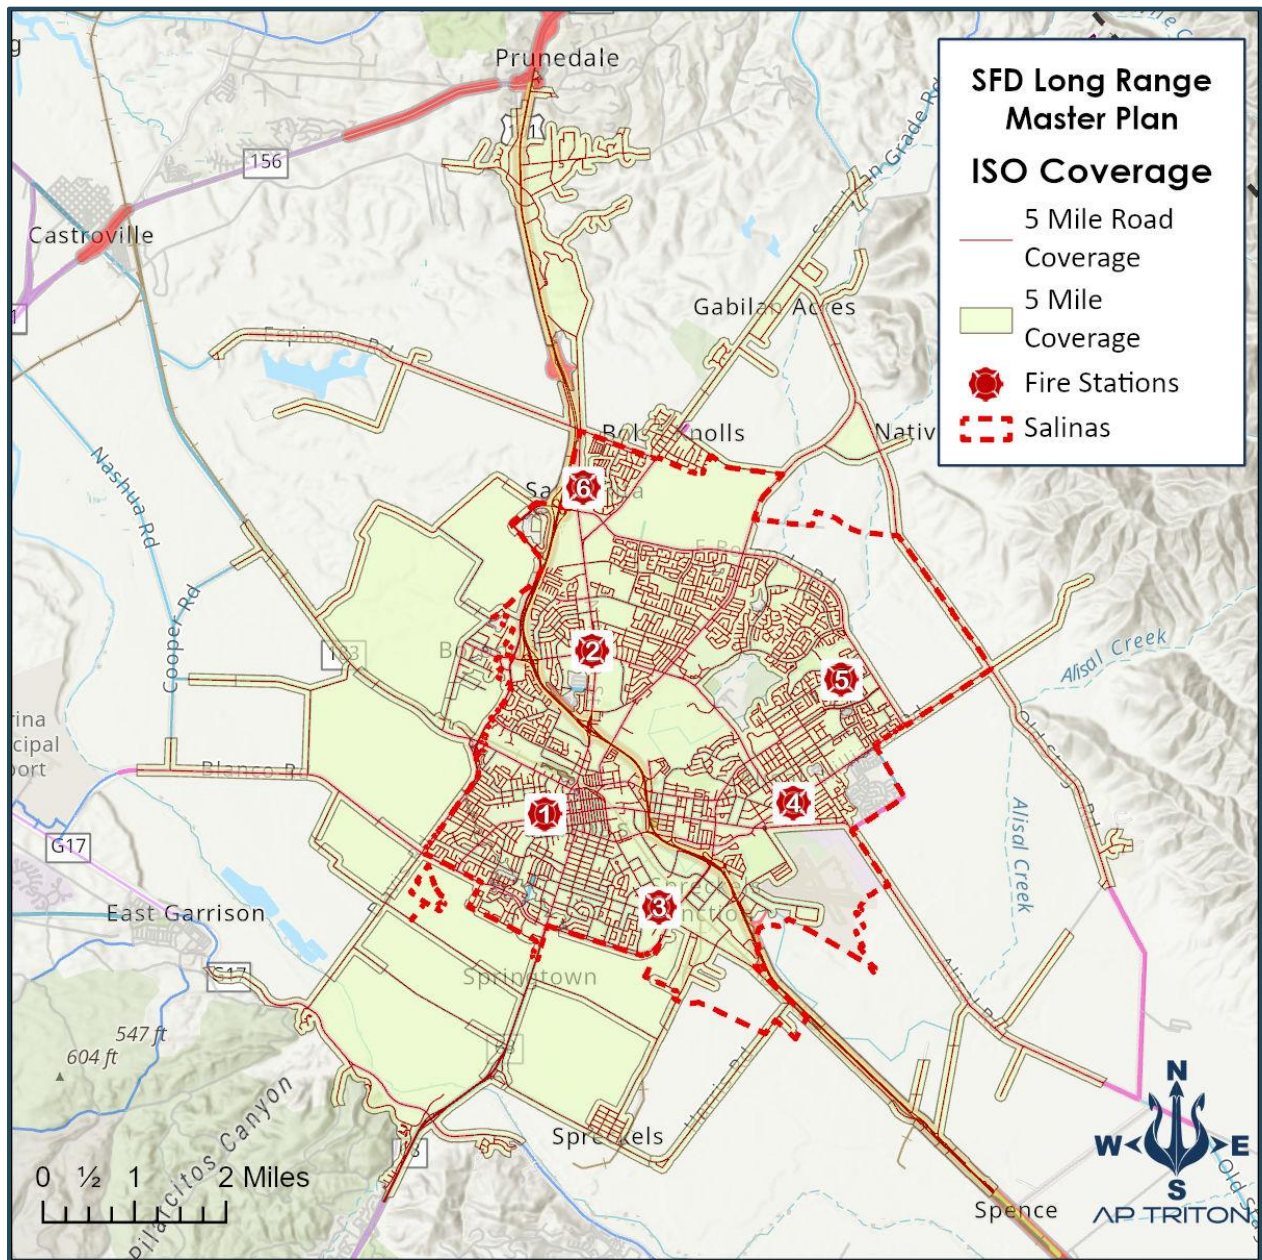 Prunedale
SFD Long Range
Master Plan
ISO Coverage
5 Mile Road
Coverage
5 Mile
Coverage
Fire Stations
Salinas
156
Castroville
Gabilan Acres
Knolls
6
Nashua Rd
Cooper Rd
2
5
Alisal Creek
Blanco Rd
4
1
Alisal Creek
G17
3
East Garrison
Springtown
G17
547 ft
604 ft
Pilarcitos Canyon
Spreckels
0 ½ 1 2 Miles
N
W E
S
AP TRITON
Spence